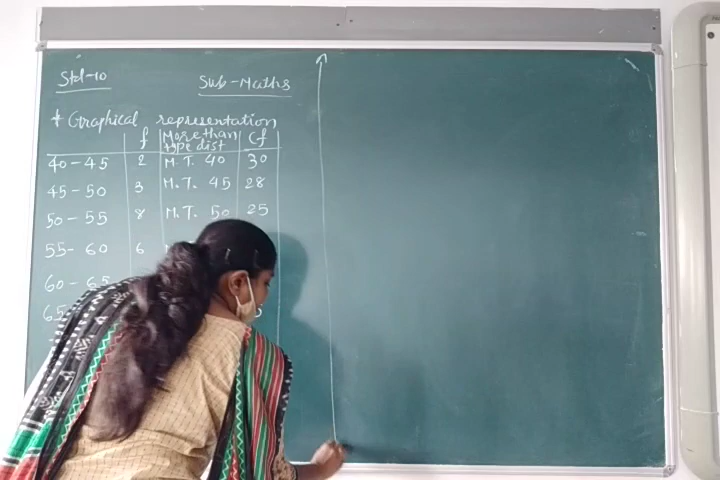 Std-10 Sub-Maths
# Graphical representation
f More than type dist Cf
40-45 2 M.T. 40 30
45-50 3 M.T. 45 28
50-55 8 M.T. 50 25
55-60 6
60-65